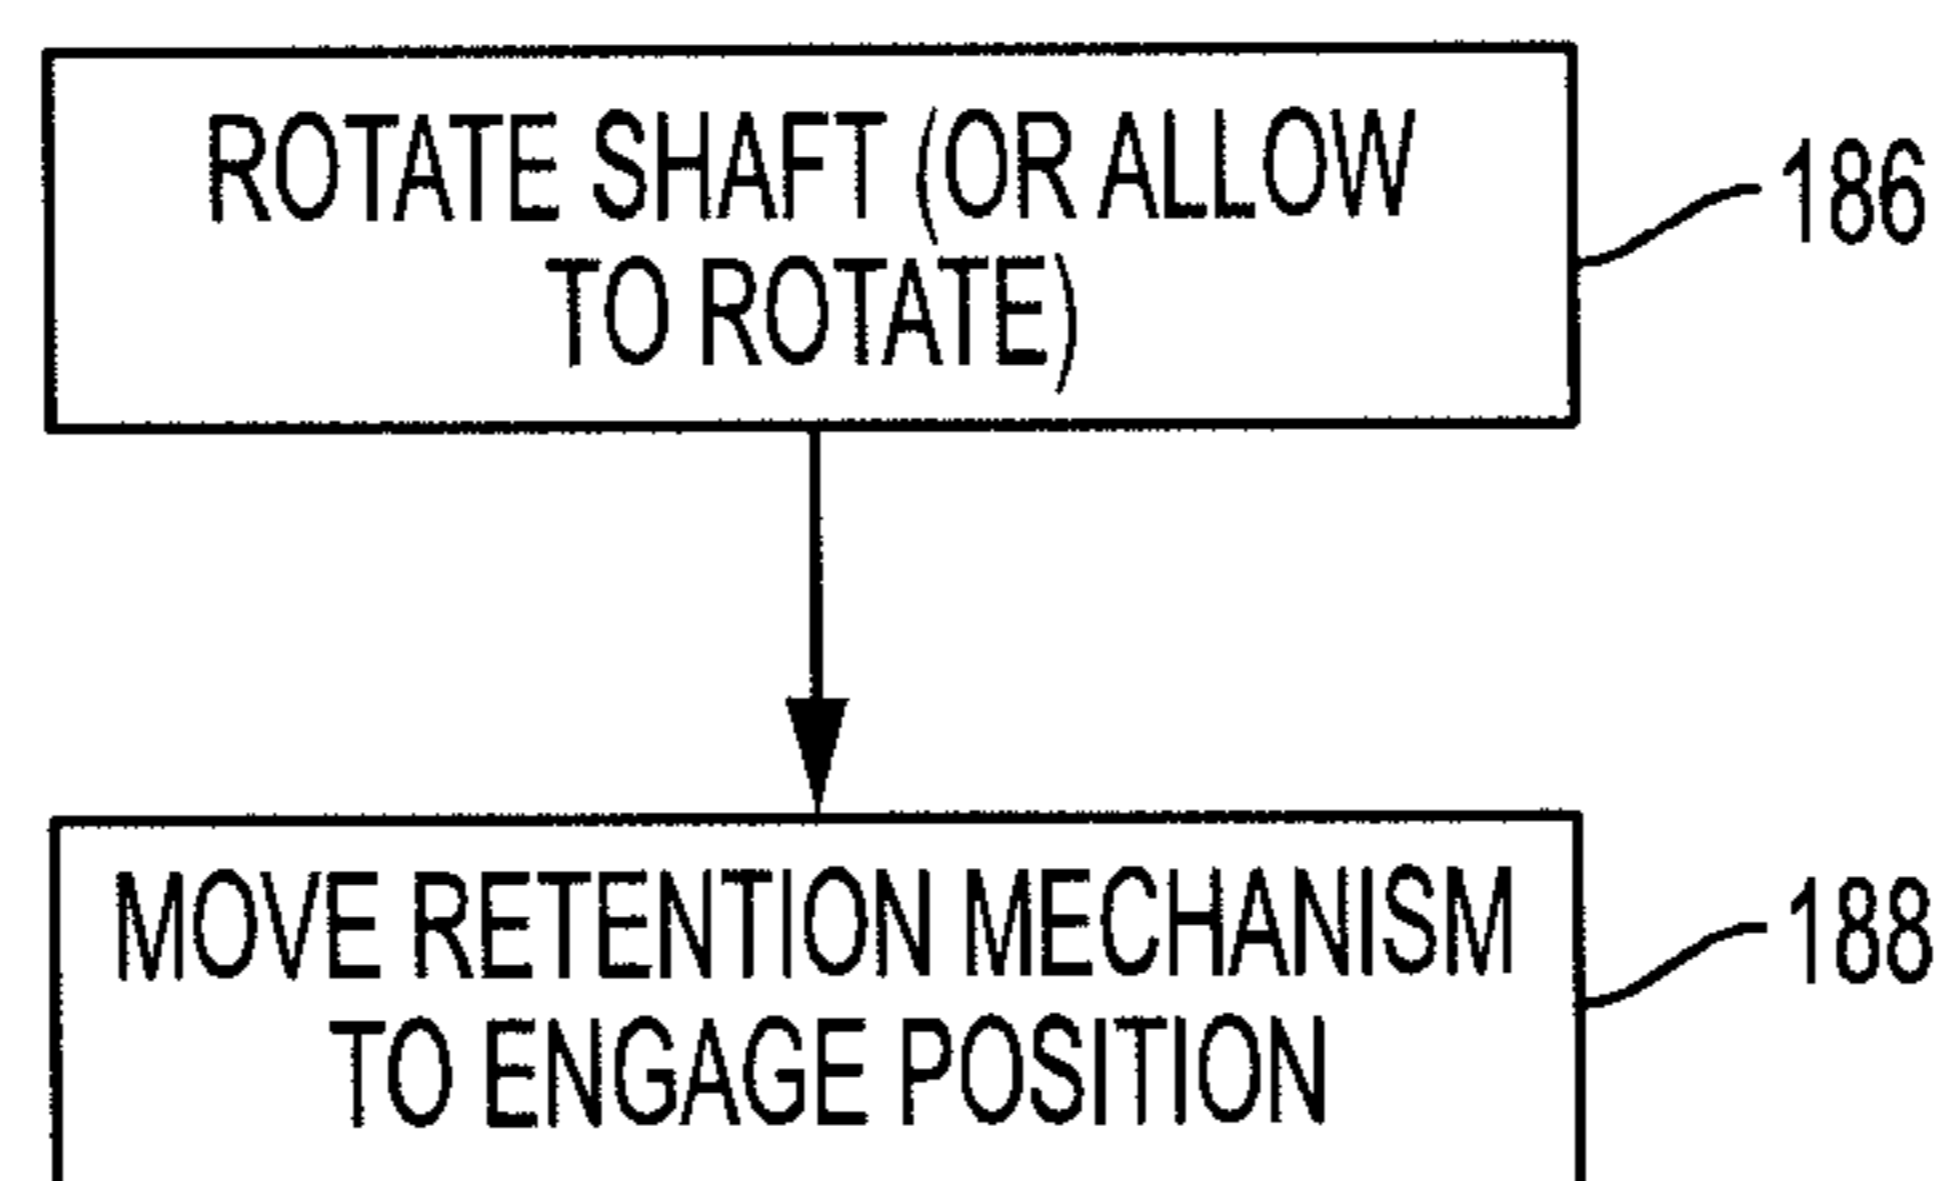 ROTATE SHAFT (OR ALLOW
TO ROTATE)
186
MOVE RETENTION MECHANISM
TO ENGAGE POSITION
188